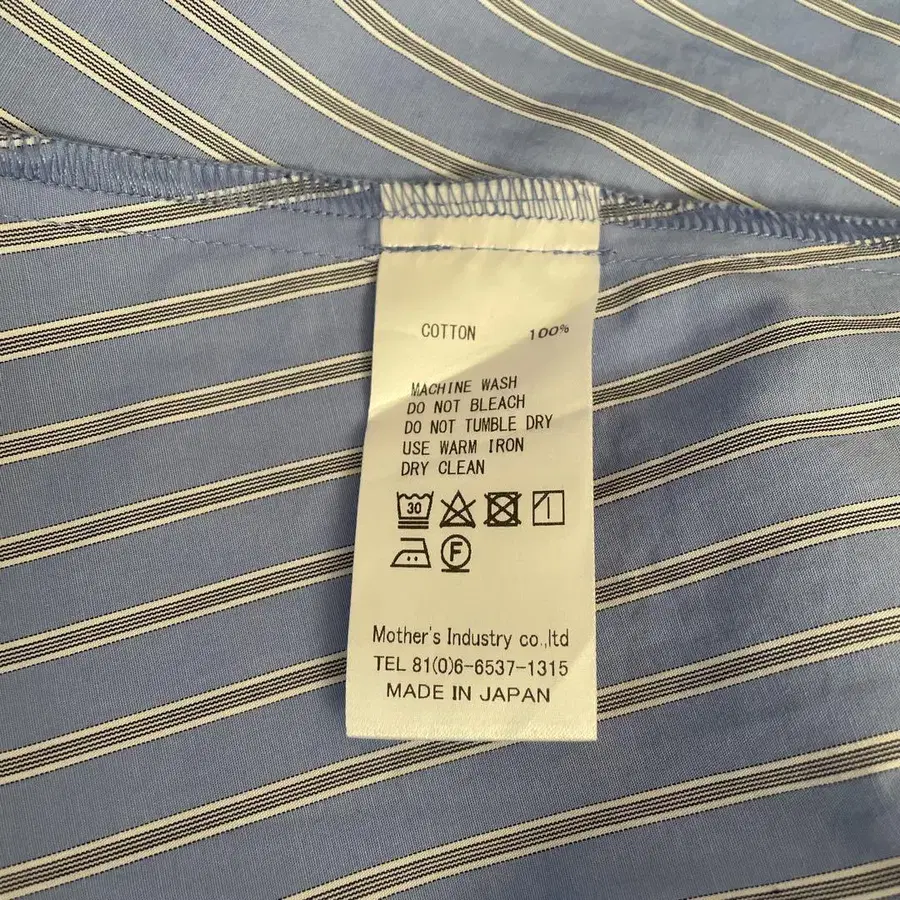 COTTON 100%
MACHINE WASH
DO NOT BLEACH
DO NOT TUMBLE DRY
USE WARM IRON
DRY CLEAN
30
F
Mother's Industry co.,ltd
TEL 81(0)6-6537-1315
MADE IN JAPAN